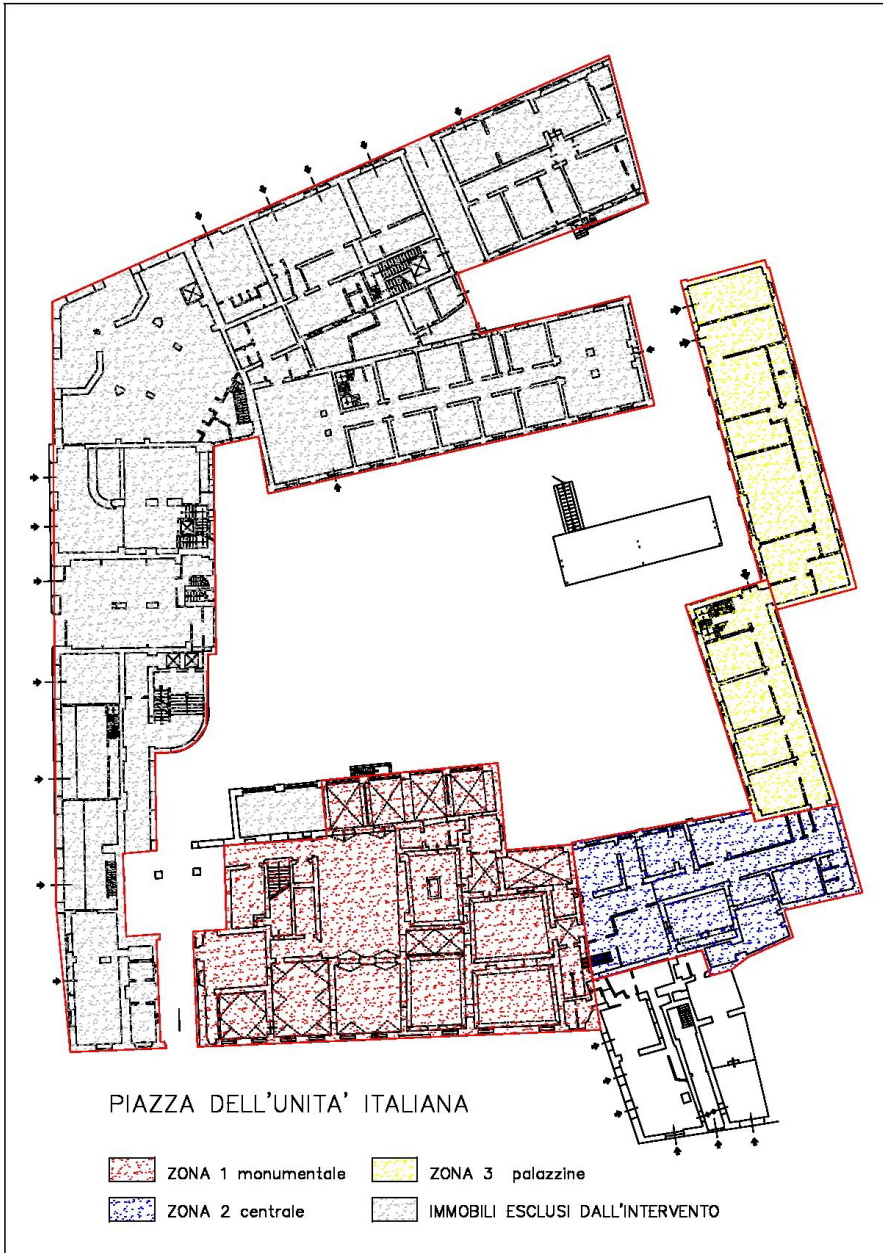 PIAZZA DELL'UNITA' ITALIANA
ZONA 1 monumentale
ZONA 3 palazzine
ZONA 2 centrale
IMMOBILI ESCLUSI DALL'INTERVENTO